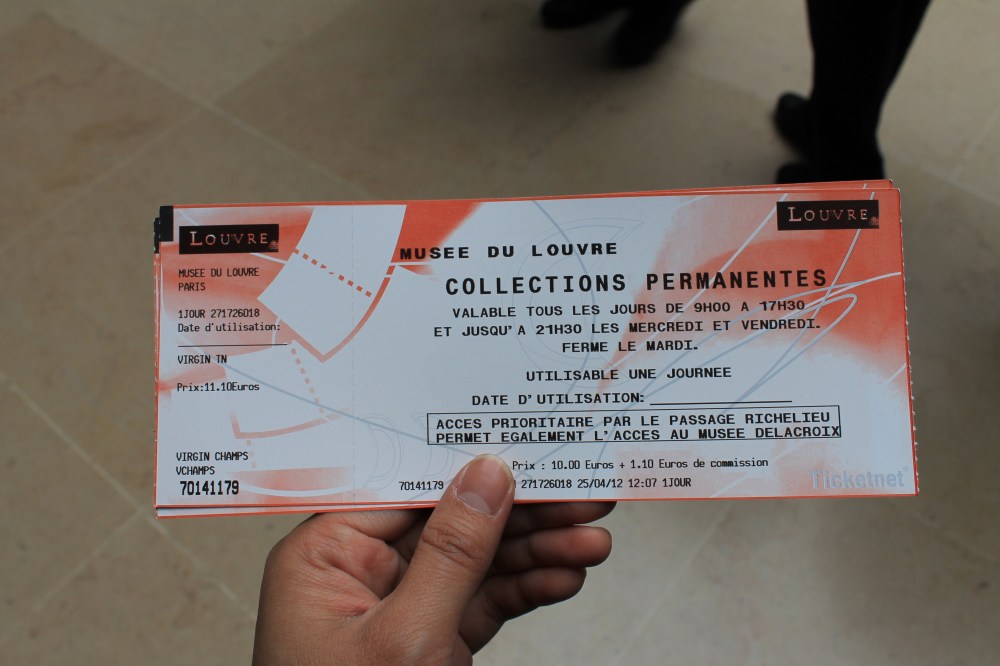 LOUVRE
MUSEE DU LOUVRE
PARIS
1JOUR 271726018
Date d'utilisation:
VIRGIN TN
Prix:11.10Euros
VIRGIN CHAMPS
VCHAMPS
70141179
LOUVRE
MUSEE DU LOUVRE
COLLECTIONS PERMANENTES
VALABLE TOUS LES JOURS DE 9H00 A 17H30
ET JUSQU'A 21H30 LES MERCREDI ET VENDREDI.
FERME LE MARDI.
UTILISABLE UNE JOURNEE
DATE D'UTILISATION:
ACCES PRIORITAIRE PAR LE PASSAGE RICHELIEU
PERMET EGALEMENT L'ACCES AU MUSEE DELACROIX
Prix : 10.00 Euros + 1.10 Euros de commission
70141179 271726018 25/04/12 12:07 1JOUR
Ticketnet